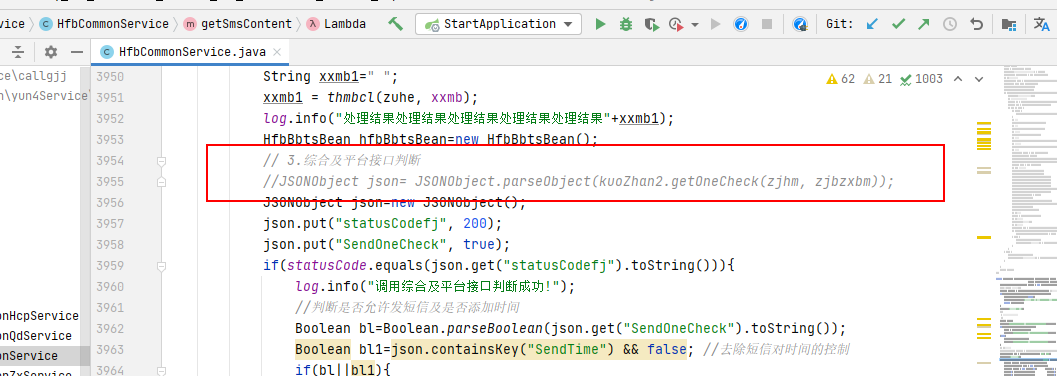 ervice
HfbCommonService
getSmsContent
Lambda
StartApplication
Git:
HfbCommonService.java
ce\callgjj
n\yun4Service\
onHcpService
onQdService
onService
62
21
1003
3950 String xxmb1=" ";
3951 xxmb1 = thmbcl(zuhe, xxmb);
3952 log.info("处理结果处理结果处理结果处理结果处理结果"+xxmb1);
3953 HfbBbtsBean hfbBbtsBean=new HfbBbtsBean();
3954 // 3.综合及平台接口判断
3955 //JSONObject json= JSONObject.parseObject(kuoZhan2.getOneCheck(zjhm, zjbzxbm));
3956 JSONObject json=new JSONObject();
3957 json.put("statusCodefj", 200);
3958 json.put("SendOneCheck", true);
3959 if(statusCode.equals(json.get("statusCodefj").toString())){
3960 log.info("调用综合及平台接口判断成功!");
3961 //判断是否允许发短信及是否添加时间
3962 Boolean bl=Boolean.parseBoolean(json.get("SendOneCheck").toString());
3963 Boolean bl1=json.containsKey("SendTime") && false; //去除短信对时间的控制
3964 if(bl||bl1){